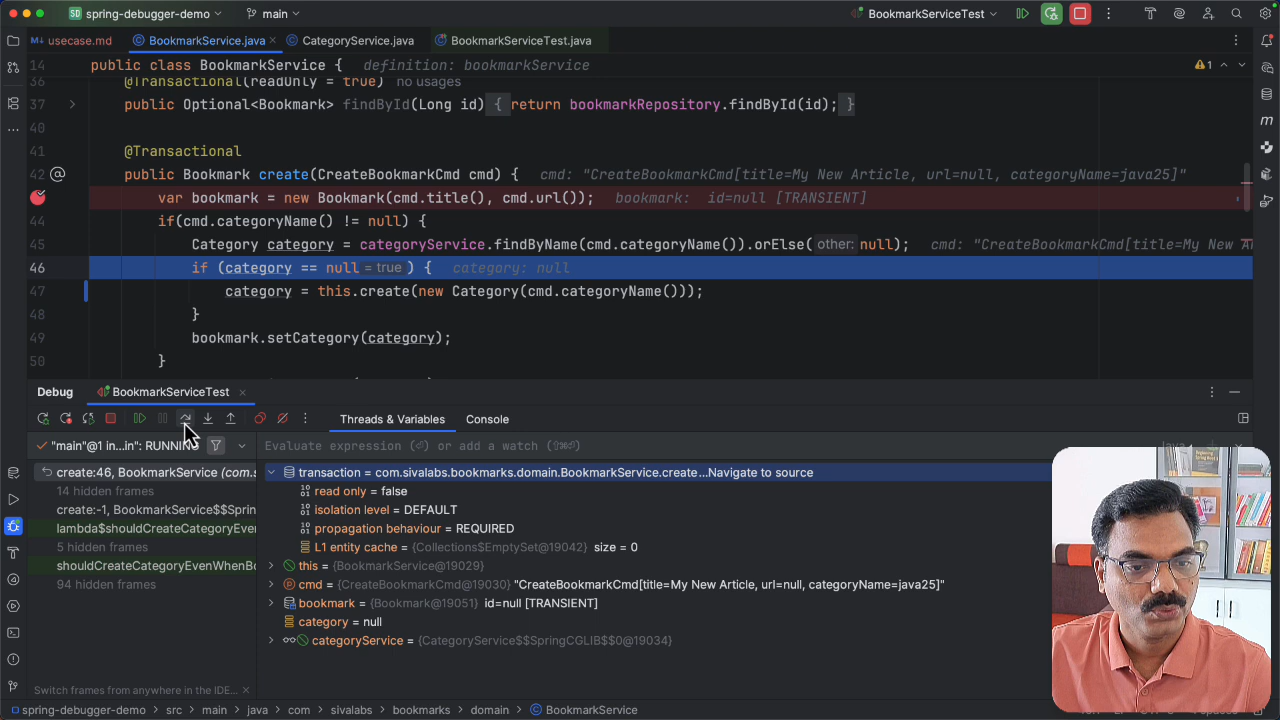 SD spring-debugger-demo
main
BookmarkServiceTest
usecase.md
BookmarkService.java
CategoryService.java
BookmarkServiceTest.java
14 public class BookmarkService { definition: bookmarkService
1
36 @Transactional(readOnly = true) no usages
37 public Optional<Bookmark> findById(Long id) { return bookmarkRepository.findById(id); }
40
41 @Transactional
42 public Bookmark create(CreateBookmarkCmd cmd) { cmd: "CreateBookmarkCmd[title=My New Article, url=null, categoryName=java25]"
var bookmark = new Bookmark(cmd.title(), cmd.url()); bookmark: id=null [TRANSIENT]
44 if(cmd.categoryName() != null) {
45 Category category = categoryService.findByName(cmd.categoryName()).orElse( other: null); cmd: "CreateBookmarkCmd[title=My New A
46 if (category == null = true ) { category: null
47 category = this.create(new Category(cmd.categoryName()));
48 }
49 bookmark.setCategory(category);
50 }
Debug
BookmarkServiceTest
Threads & Variables
Console
"main"@1 in...in": RUNNING
Evaluate expression (⏎) or add a watch (⇧⌘⏎)
create:46, BookmarkService (com.s
14 hidden frames
create:-1, BookmarkService$$Sprin
lambda$shouldCreateCategoryEve
5 hidden frames
shouldCreateCategoryEvenWhenBo
94 hidden frames
transaction = com.sivalabs.bookmarks.domain.BookmarkService.create...Navigate to source
read only = false
isolation level = DEFAULT
propagation behaviour = REQUIRED
L1 entity cache = {Collections$EmptySet@19042} size = 0
this = {BookmarkService@19029}
cmd = {CreateBookmarkCmd@19030} "CreateBookmarkCmd[title=My New Article, url=null, categoryName=java25]"
bookmark = {Bookmark@19051} id=null [TRANSIENT]
category = null
categoryService = {CategoryService$$SpringCGLIB$$0@19034}
Switch frames from anywhere in the IDE...
spring-debugger-demo > src > main > java > com > sivalabs > bookmarks > domain > BookmarkService